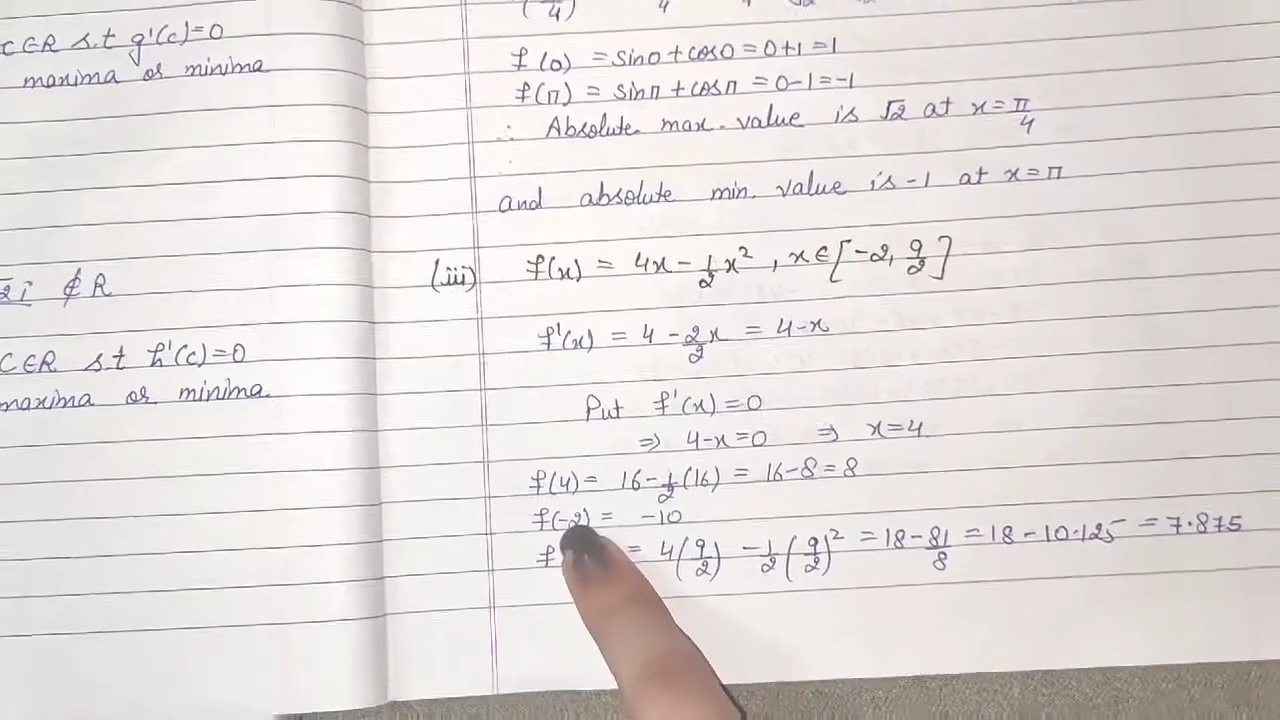 C∈R s.t g'(c)=0
maxima or minima
2i ∉ R
C∈R s.t h'(c)=0
maxima or minima.
f(0) = sin0 + cos0 = 0+1 = 1
f(π) = sinπ + cosπ = 0-1 = -1
∴ Absolute max. value is √2 at x = π/4
and absolute min. value is -1 at x = π
(iii) f(x) = 4x - 1/2 x², x ∈ [-2, 9/2]
f'(x) = 4 - 2/2 x = 4-x
Put f'(x) = 0
⇒ 4-x=0 ⇒ x=4
f(4) = 16 - 1/2 (16) = 16-8 = 8
f(-2) = -10
f = 4(9/2) - 1/2 (9/2)² = 18 - 81/8 = 18 - 10.125 = 7.875